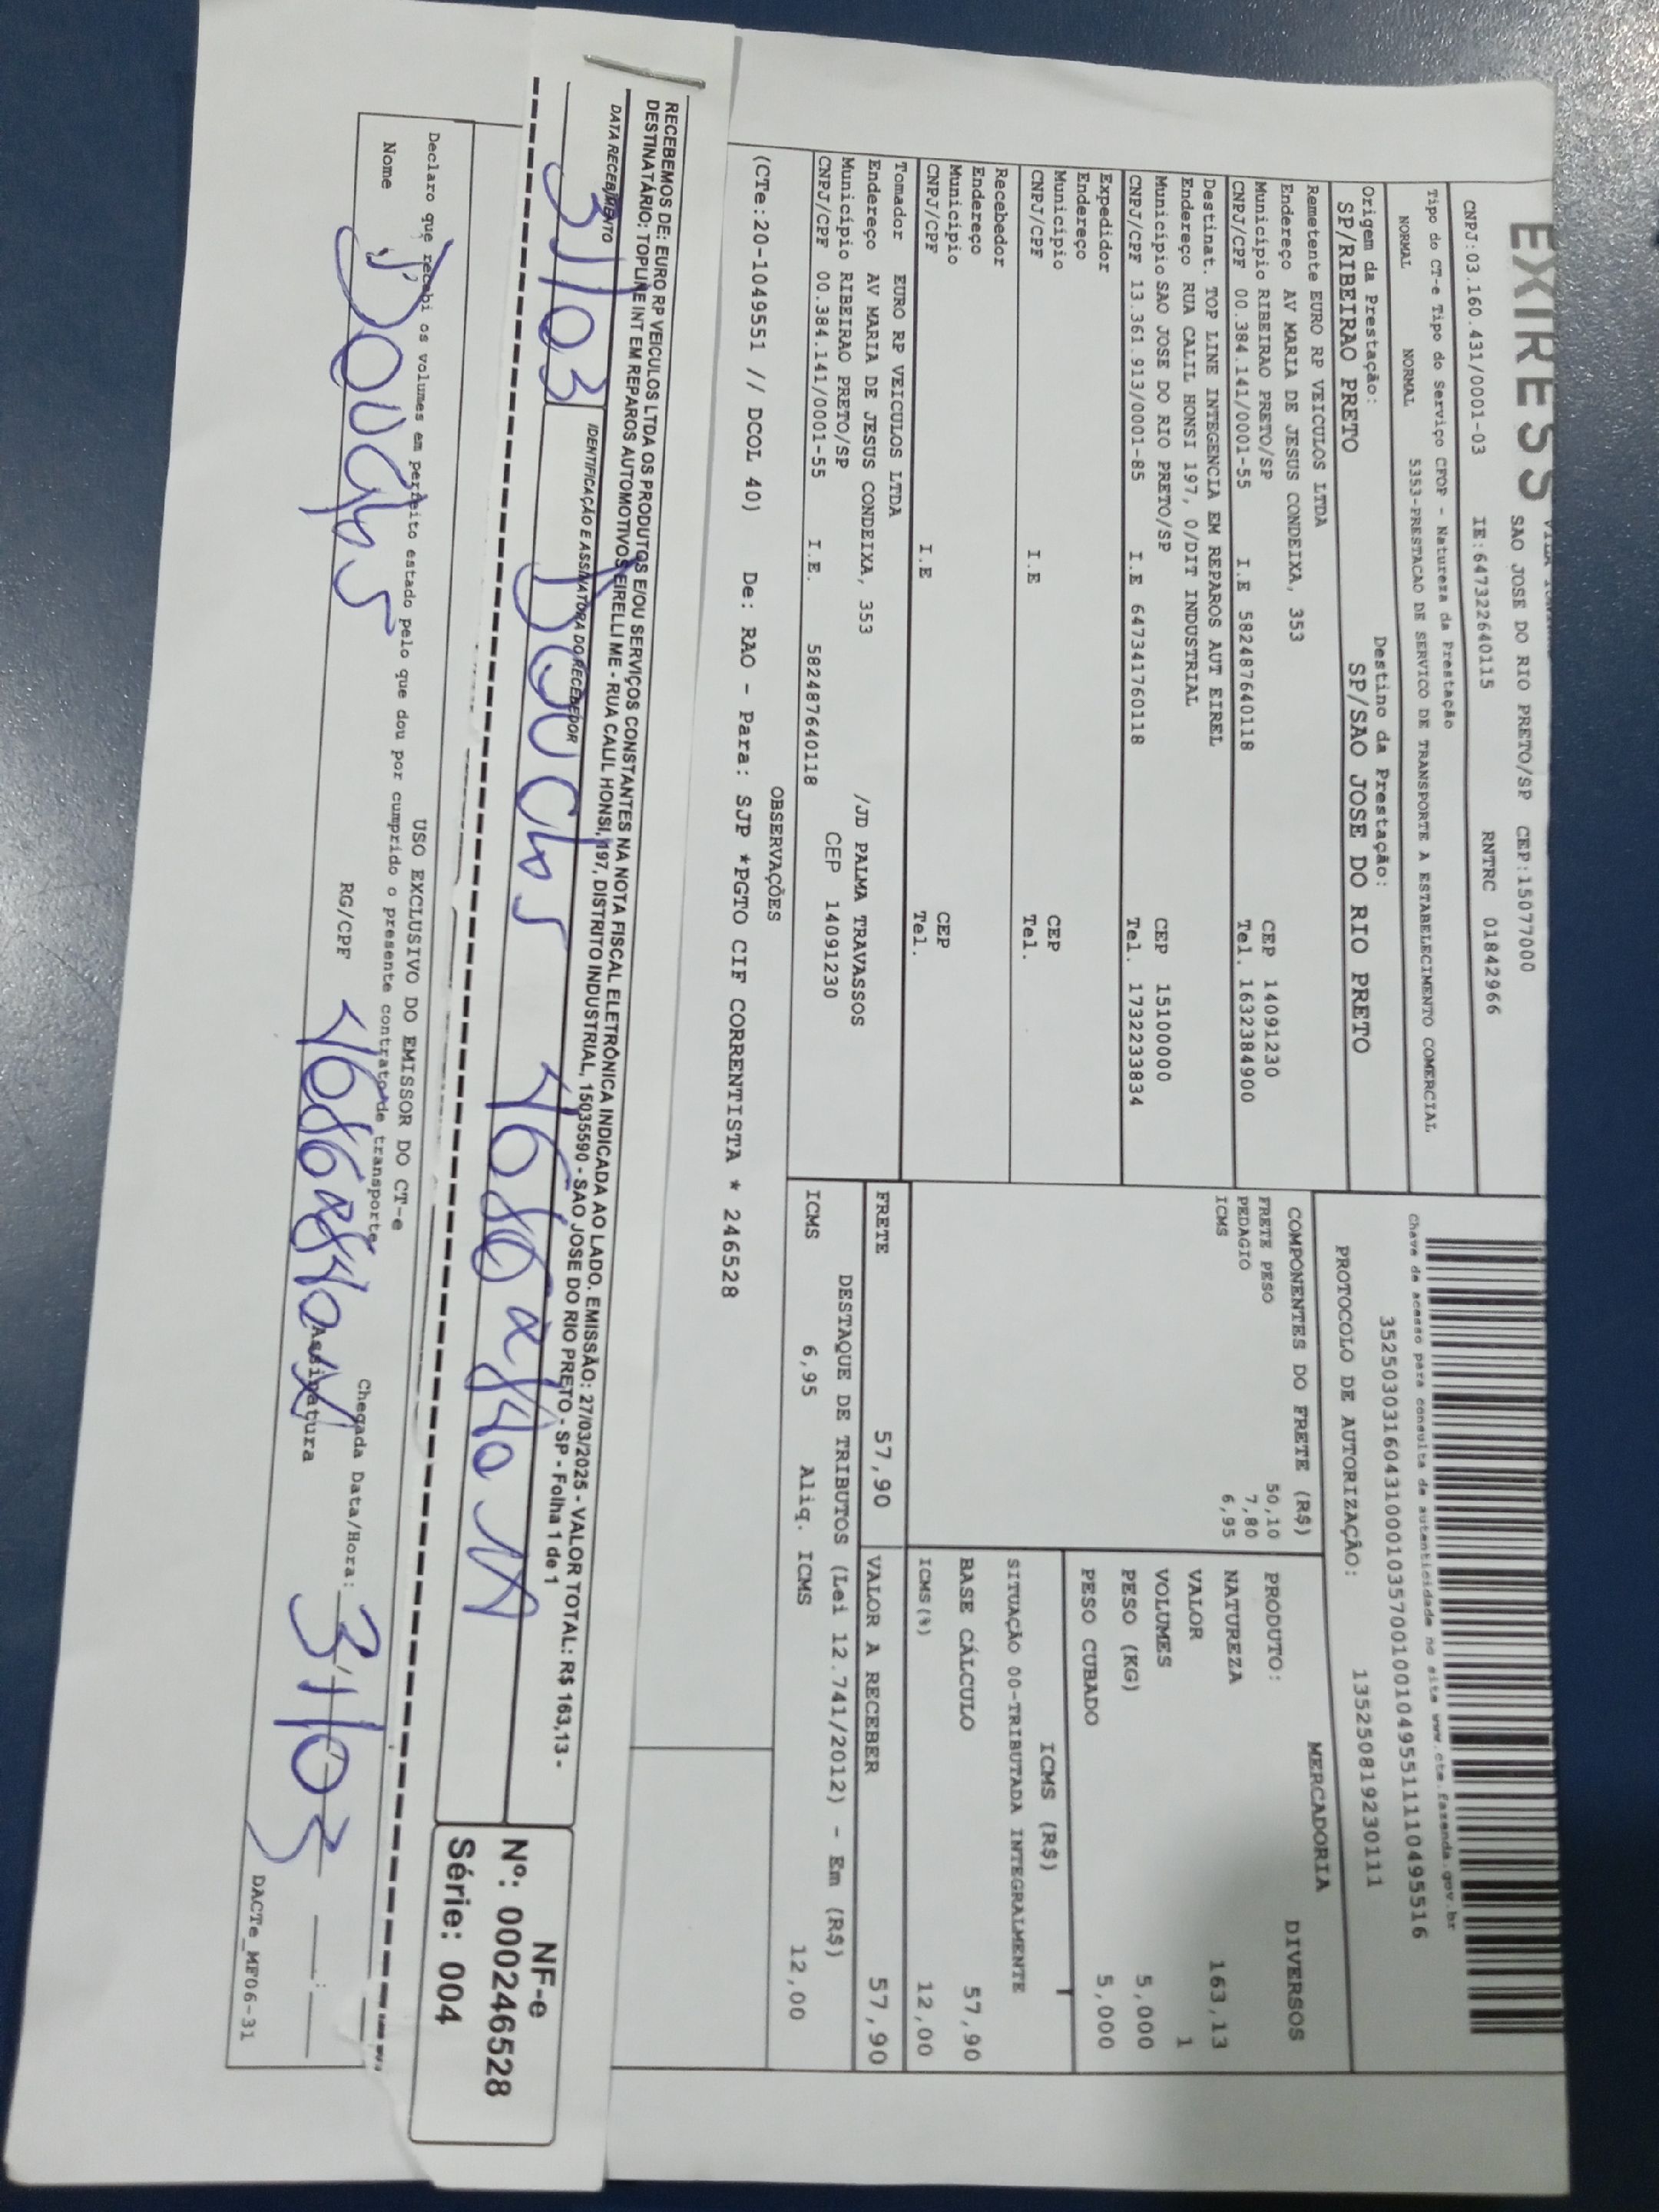 EXIRESS
SAO JOSE DO RIO PRETO/SP CEP:15077000
CNPJ:03.160.431/0001-03 IE:647322640115 RNTRC 01842966
Tipo do CT-e Tipo do Serviço CFOP - Natureza da Prestação
NORMAL NORMAL 5353-PRESTACAO DE SERVICO DE TRANSPORTE A ESTABELECIMENTO COMERCIAL
Chave de acesso para consulta de autenticidade no site www.cte.fazenda.gov.br
35250303160431000103570010010495511110495516
PROTOCOLO DE AUTORIZAÇÃO: 135250819230111
Origem da Prestação: Destino da Prestação:
SP/RIBEIRAO PRETO SP/SAO JOSE DO RIO PRETO
Remetente EURO RP VEICULOS LTDA
Endereço AV MARIA DE JESUS CONDEIXA, 353
Município RIBEIRAO PRETO/SP CEP 14091230
CNPJ/CPF 00.384.141/0001-55 I.E 582487640118 Tel. 1632384900
Destinat. TOP LINE INTEGENCIA EM REPAROS AUT EIREL
Endereço RUA CALIL HONSI 197, 0/DIT INDUSTRIAL
Município SAO JOSE DO RIO PRETO/SP CEP 15100000
CNPJ/CPF 13.361.913/0001-85 I.E 647341760118 Tel. 1732233834
Expedidor
Endereço
Município CEP
CNPJ/CPF I.E Tel.
Recebedor
Endereço
Município CEP
CNPJ/CPF I.E Tel.
Tomador EURO RP VEICULOS LTDA
Endereço AV MARIA DE JESUS CONDEIXA, 353 /JD PALMA TRAVASSOS
Município RIBEIRAO PRETO/SP CEP 14091230
CNPJ/CPF 00.384.141/0001-55 I.E. 582487640118
COMPONENTES DO FRETE (R$)
FRETE PESO 50,10
PEDAGIO 7,80
ICMS 6,95
MERCADORIA
PRODUTO: DIVERSOS
NATUREZA
VALOR 163,13
VOLUMES 1
PESO (KG) 5,000
PESO CUBADO 5,000
ICMS (R$)
SITUAÇÃO 00-TRIBUTADA INTEGRALMENTE
BASE CÁLCULO 57,90
ICMS(%) 12,00
FRETE 57,90 VALOR A RECEBER 57,90
DESTAQUE DE TRIBUTOS (Lei 12.741/2012) - Em (R$)
ICMS 6,95 Aliq. ICMS 12,00
OBSERVAÇÕES
(CTe:20-1049551 // DCOL 40) De: RAO - Para: SJP *PGTO CIF CORRENTISTA * 246528
RECEBEMOS DE: EURO RP VEICULOS LTDA OS PRODUTOS E/OU SERVIÇOS CONSTANTES NA NOTA FISCAL ELETRÔNICA INDICADA AO LADO. EMISSÃO: 27/03/2025 - VALOR TOTAL: R$ 163,13 -
DESTINATÁRIO: TOPLINE INT EM REPAROS AUTOMOTIVOS EIRELLI ME - RUA CALIL HONSI, 197, DISTRITO INDUSTRIAL, 15035590 - SAO JOSE DO RIO PRETO - SP - Folha 1 de 1
DATA RECEBIMENTO IDENTIFICAÇÃO E ASSINATURA DO RECEBEDOR
31/03
NF-e
Nº: 000246528
Série: 004
USO EXCLUSIVO DO EMISSOR DO CT-e
Declaro que recebi os volumes em perfeito estado pelo que dou por cumprido o presente contrato de transporte
Chegada Data/Hora: 31/03
Nome RG/CPF Assinatura
DACTe_MF06-31